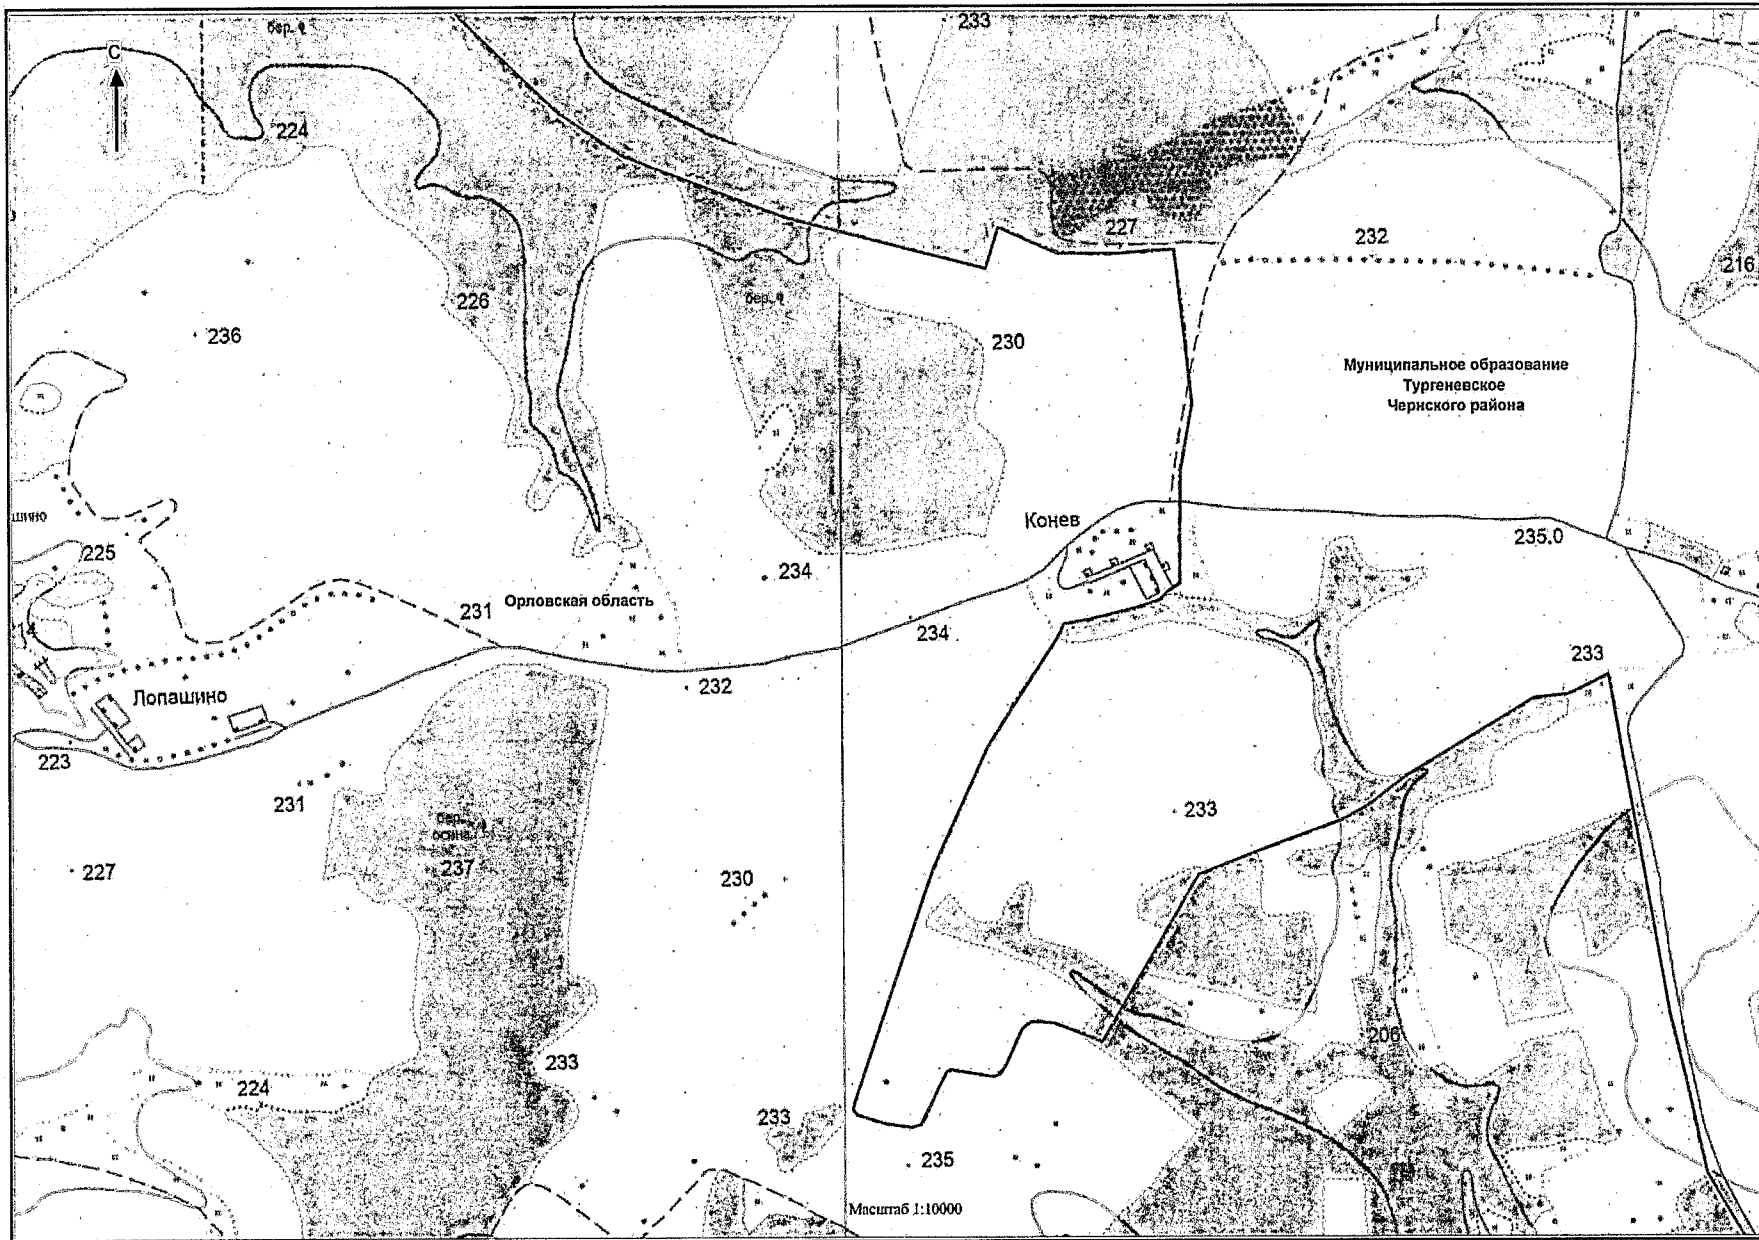 233
бер.
С
224
227
232
216
226
бер.
236
230
Муниципальное образование
Тургеневское
Чернского района
шино
Конев
235.0
225
234
231
Орловская область
234
233
232
Лопашино
223
231
233
бер.
осина
237
227
230
206
233
224
233
235
Масштаб 1:10000